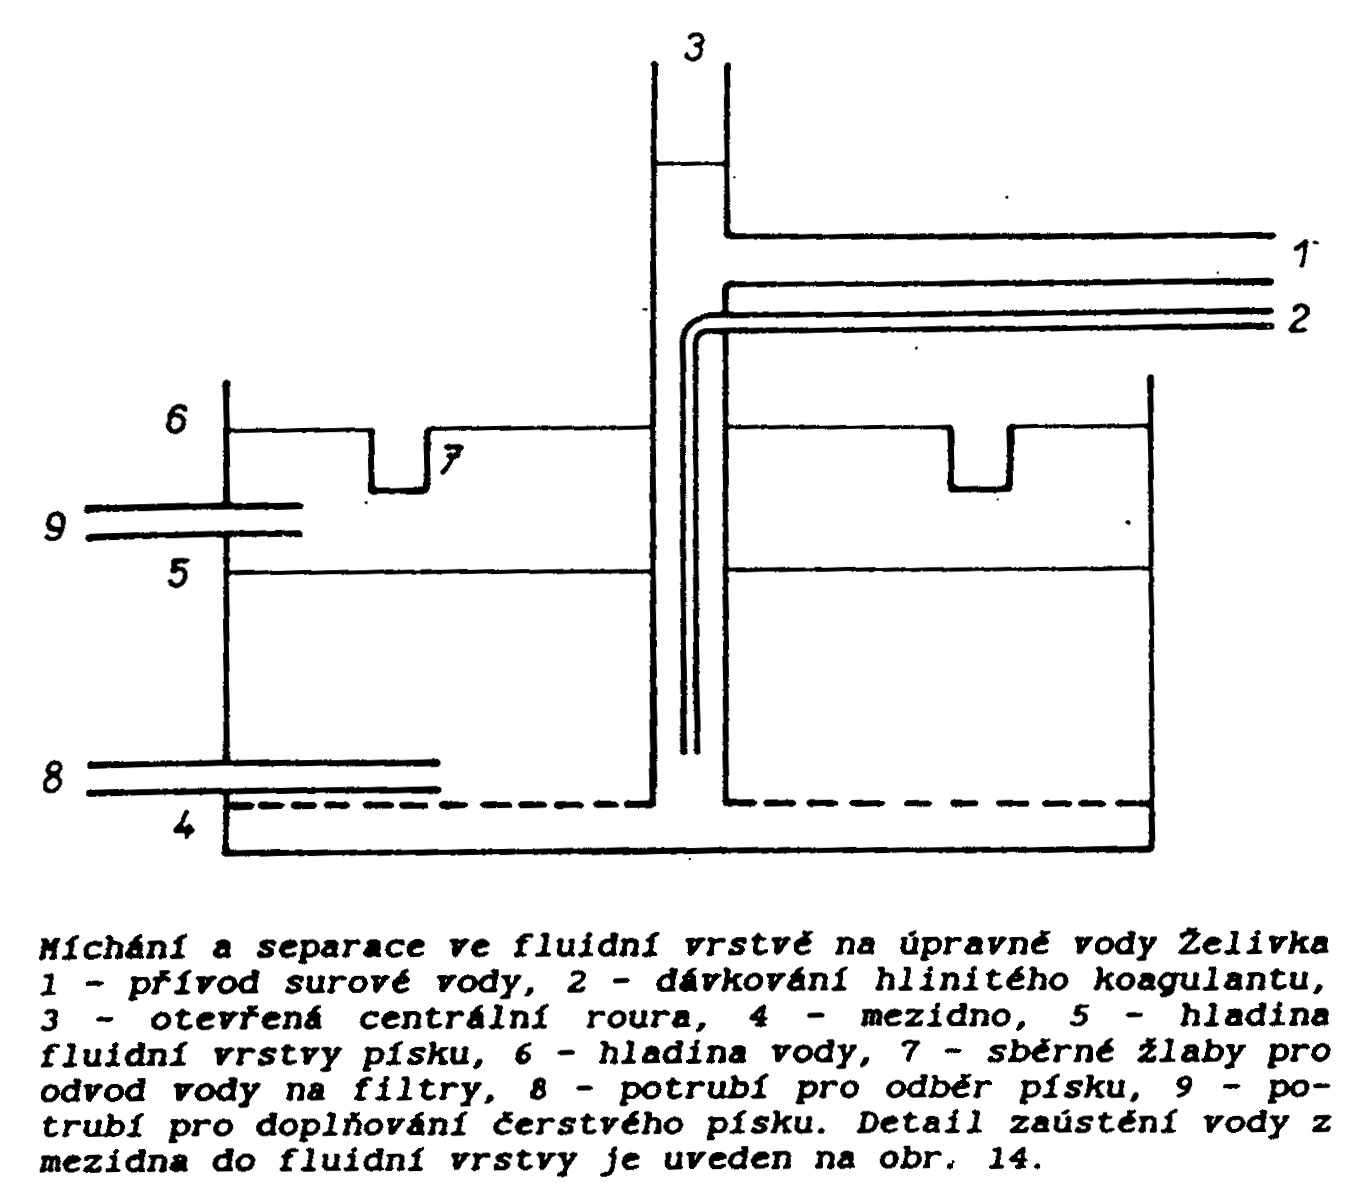 3
1
2
6
7
9
5
8
4
Míchání a separace ve fluidní vrstvě na úpravně vody Želivka
1 - přívod surové vody, 2 - dávkování hlinitého koagulantu,
3 - otevřená centrální roura, 4 - mezidno, 5 - hladina
fluidní vrstvy písku, 6 - hladina vody, 7 - sběrné žlaby pro
odvod vody na filtry, 8 - potrubí pro odběr písku, 9 - po-
trubí pro doplňování čerstvého písku. Detail zaústění vody z
mezidna do fluidní vrstvy je uveden na obr. 14.